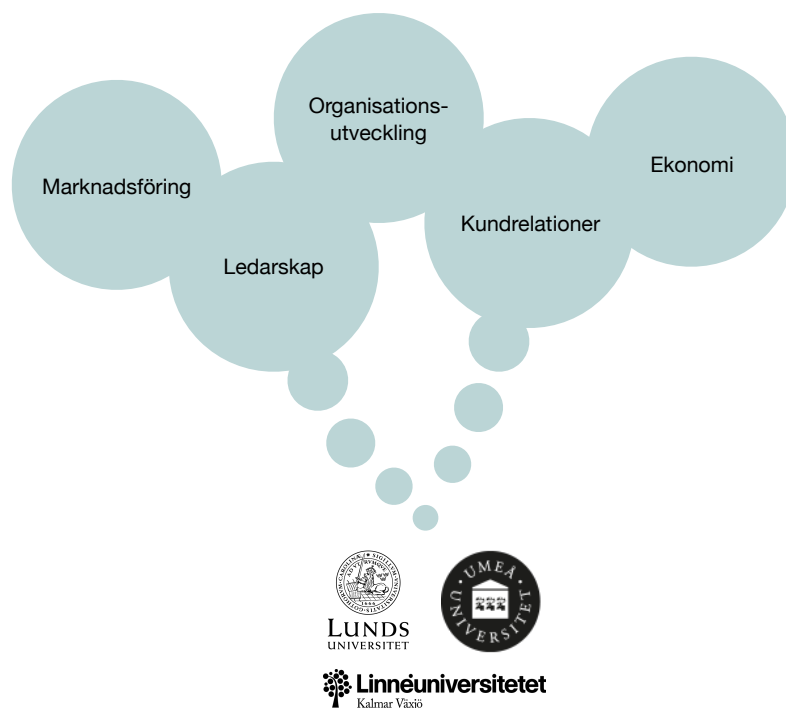 Organisations-
utveckling
Marknadsföring
Ledarskap
Kundrelationer
Ekonomi
LUNDS
UNIVERSITET
· UMEÅ ·
UNIVERSITET
Linnéuniversitetet
Kalmar Växjö